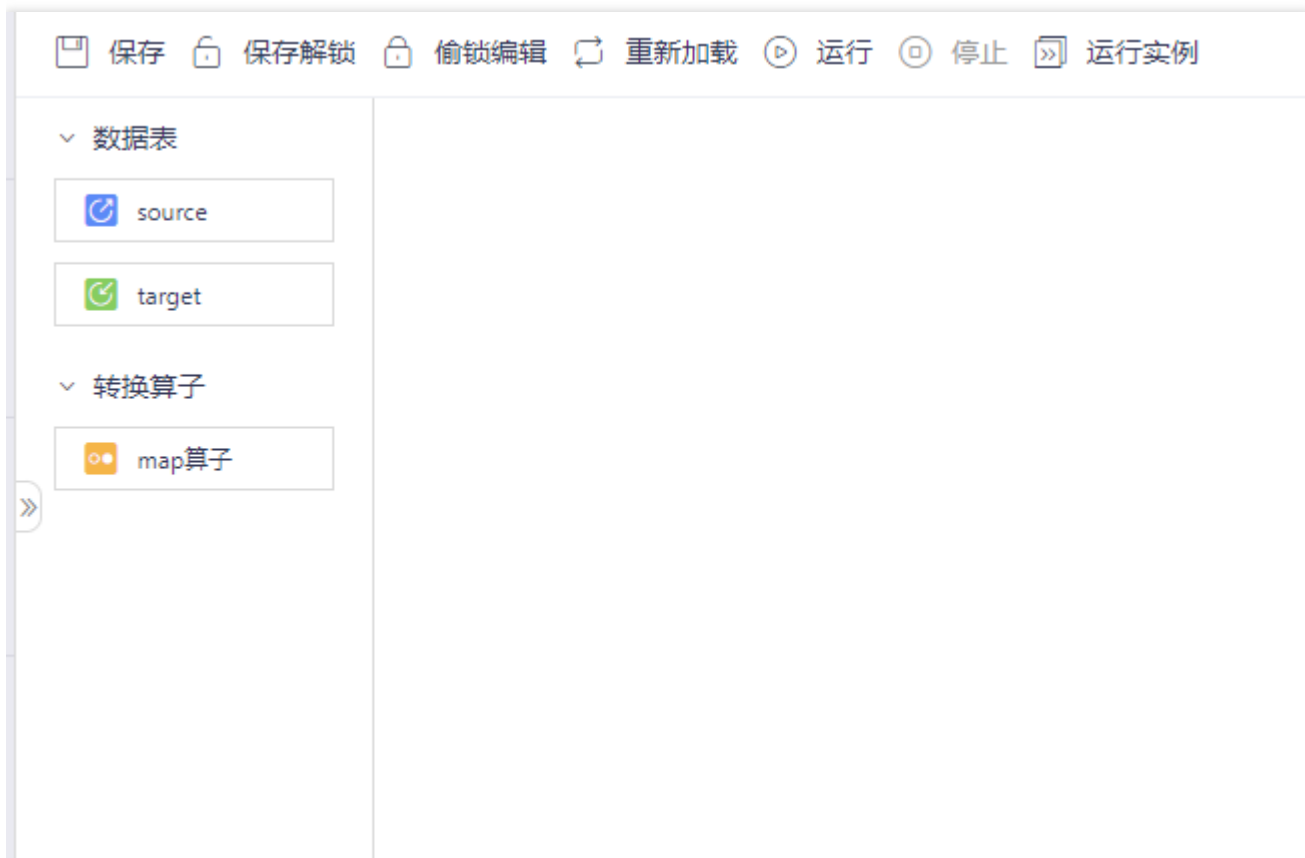 保存 保存解锁 偷锁编辑 重新加载 运行 停止 运行实例
数据表
source
target
转换算子
map算子